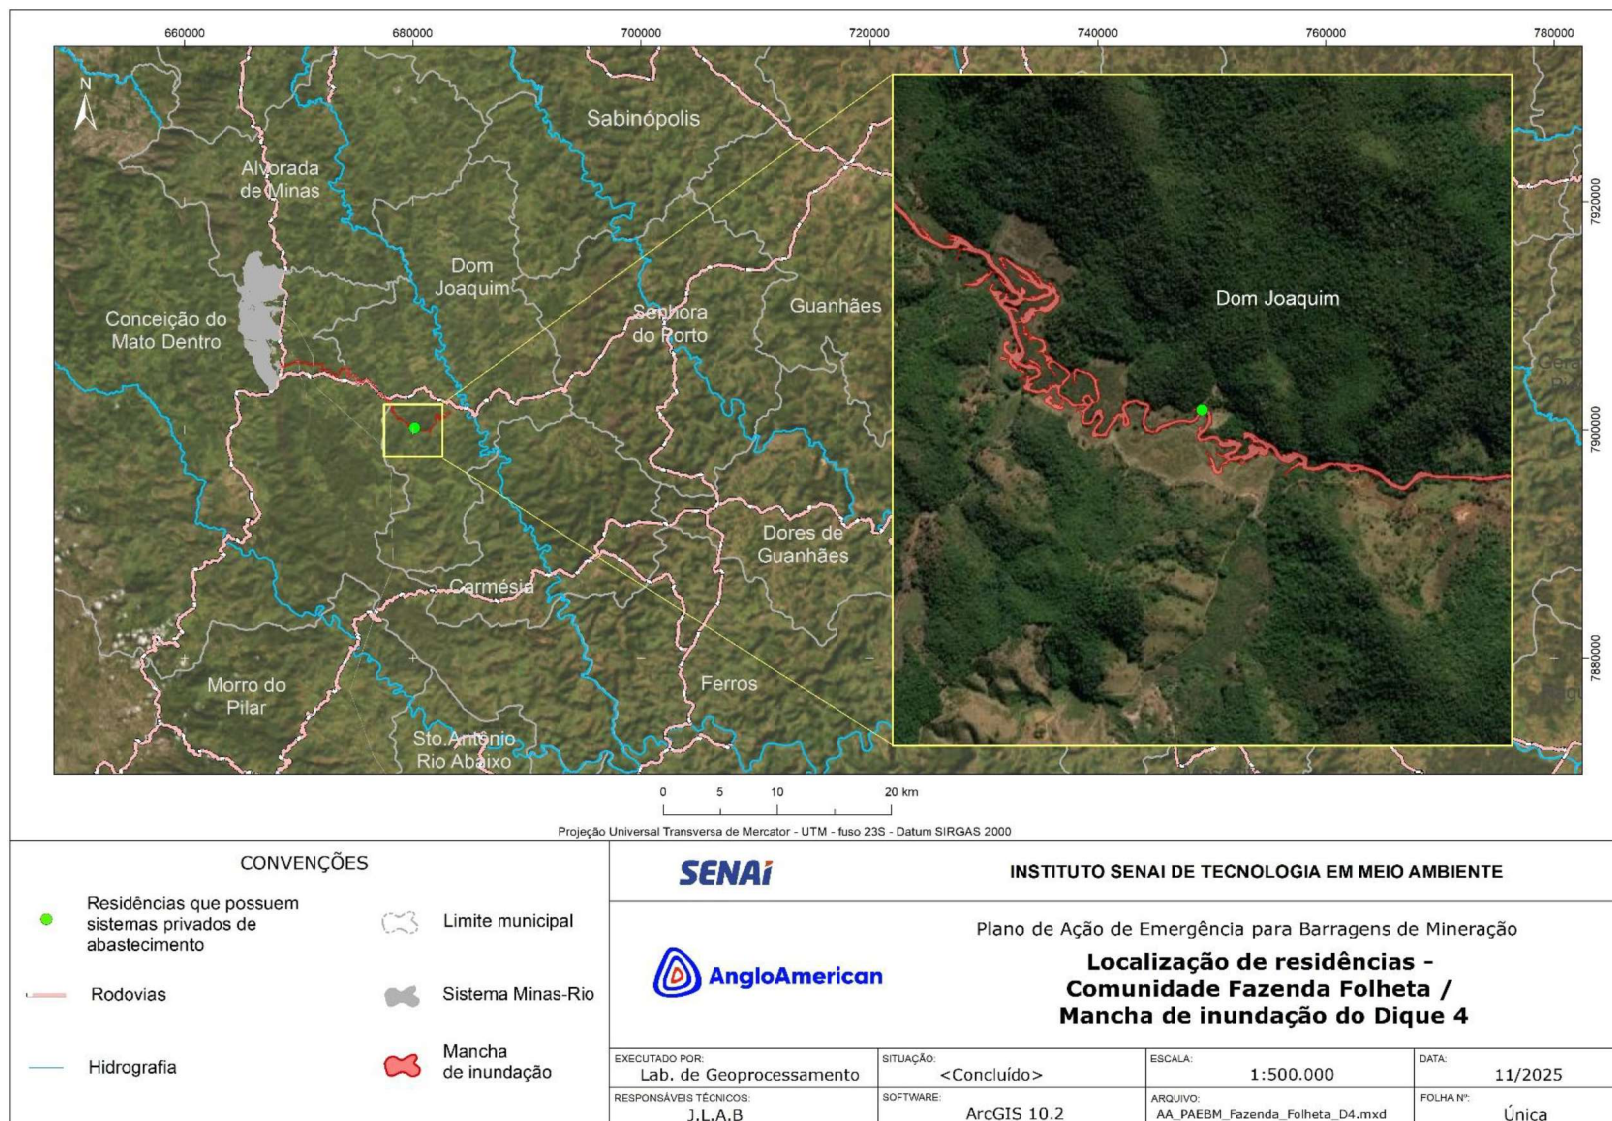 660000
680000
700000
720000
740000
760000
780000
N
Sabinópolis
Alvorada
de Minas
7920000
Dom
Joaquim
Dom Joaquim
Guanhães
Senhora
do Porto
Conceição do
Mato Dentro
7900000
Dores de
Guanhães
Carmésia
7880000
Morro do
Pilar
Ferros
Sto.Antônio
Rio Abaixo
0 5 10 20 km
Projeção Universal Transversa de Mercator - UTM - fuso 23S - Datum SIRGAS 2000
CONVENÇÕES
Residências que possuem
sistemas privados de
abastecimento
Limite municipal
Rodovias
Sistema Minas-Rio
Hidrografia
Mancha
de inundação
SENAI
INSTITUTO SENAI DE TECNOLOGIA EM MEIO AMBIENTE
AngloAmerican
Plano de Ação de Emergência para Barragens de Mineração
Localização de residências -
Comunidade Fazenda Folheta /
Mancha de inundação do Dique 4
EXECUTADO POR:
Lab. de Geoprocessamento
SITUAÇÃO:
<Concluído>
ESCALA:
1:500.000
DATA:
11/2025
RESPONSÁVEIS TÉCNICOS:
J.L.A.B
SOFTWARE:
ArcGIS 10.2
ARQUIVO:
AA_PAEBM_Fazenda_Folheta_D4.mxd
FOLHA Nº:
Única